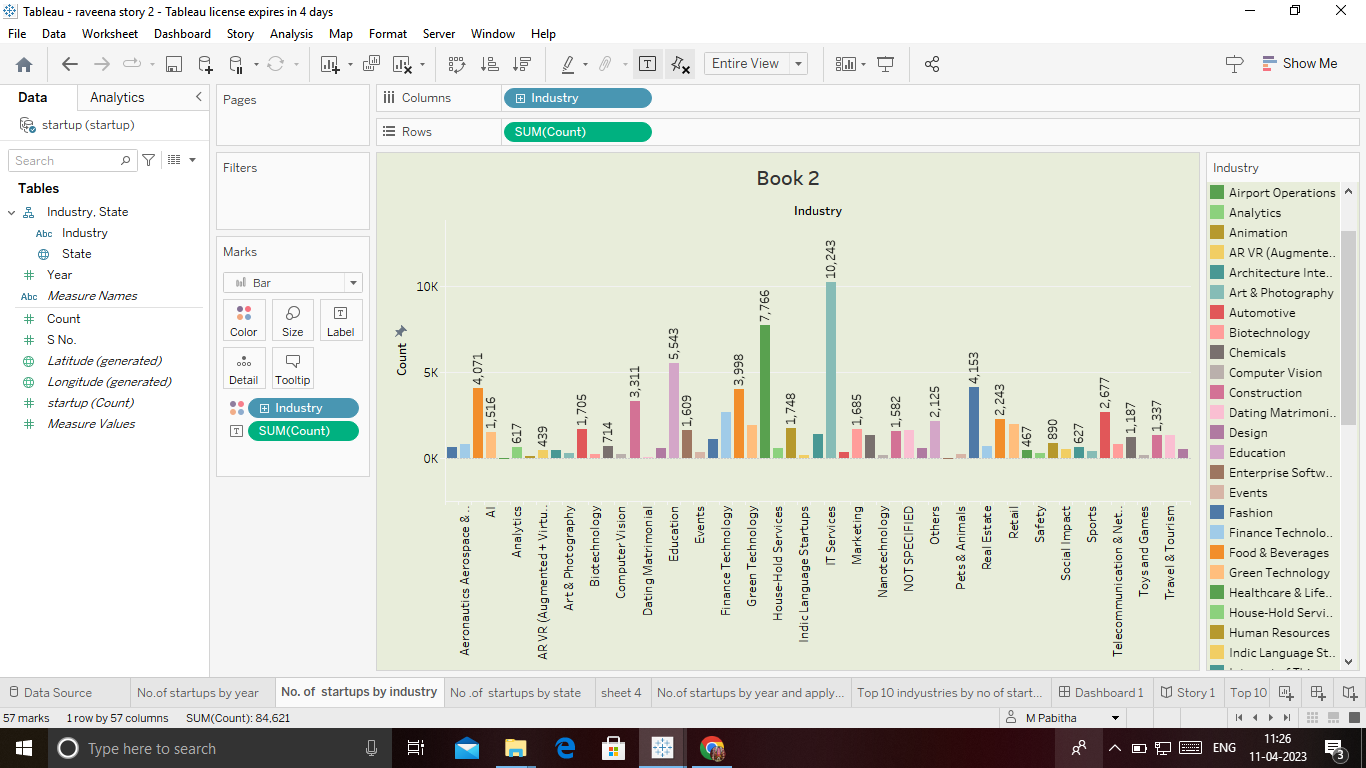 Tableau - raveena story 2 - Tableau license expires in 4 days
File Data Worksheet Dashboard Story Analysis Map Format Server Window Help
Entire View
Show Me
Data Analytics
startup (startup)
Search
Tables
Industry, State
Abc Industry
State
# Year
Abc Measure Names
# Count
# S No.
Latitude (generated)
Longitude (generated)
# startup (Count)
# Measure Values
Pages
Filters
Marks
Bar
Color Size Label
Detail Tooltip
Industry
SUM(Count)
Columns Industry
Rows SUM(Count)
Book 2
Industry
Count
10K
5K
0K
4,071
1,516
617
439
1,705
714
3,311
5,543
1,609
3,998
7,766
1,748
10,243
1,685
1,582
2,125
4,153
2,243
467
890
627
2,677
1,187
1,337
Aeronautics Aerospace & ..
AI
Analytics
AR VR (Augmented + Virtu..
Art & Photography
Biotechnology
Computer Vision
Dating Matrimonial
Education
Events
Finance Technology
Green Technology
House-Hold Services
Indic Language Startups
IT Services
Marketing
Nanotechnology
NOT SPECIFIED
Others
Pets & Animals
Real Estate
Retail
Safety
Social Impact
Sports
Telecommunication & Net..
Toys and Games
Travel & Tourism
Industry
Airport Operations
Analytics
Animation
AR VR (Augmente..
Architecture Inte..
Art & Photography
Automotive
Biotechnology
Chemicals
Computer Vision
Construction
Dating Matrimoni..
Design
Education
Enterprise Softw..
Events
Fashion
Finance Technolo..
Food & Beverages
Green Technology
Healthcare & Life..
House-Hold Servi..
Human Resources
Indic Language St..
Data Source No.of startups by year No. of startups by industry No .of startups by state sheet 4 No.of startups by year and apply... Top 10 indyustries by no of start... Dashboard 1 Story 1 Top 10
57 marks 1 row by 57 columns SUM(Count): 84,621 M Pabitha
Type here to search
ENG
11:26
11-04-2023
3